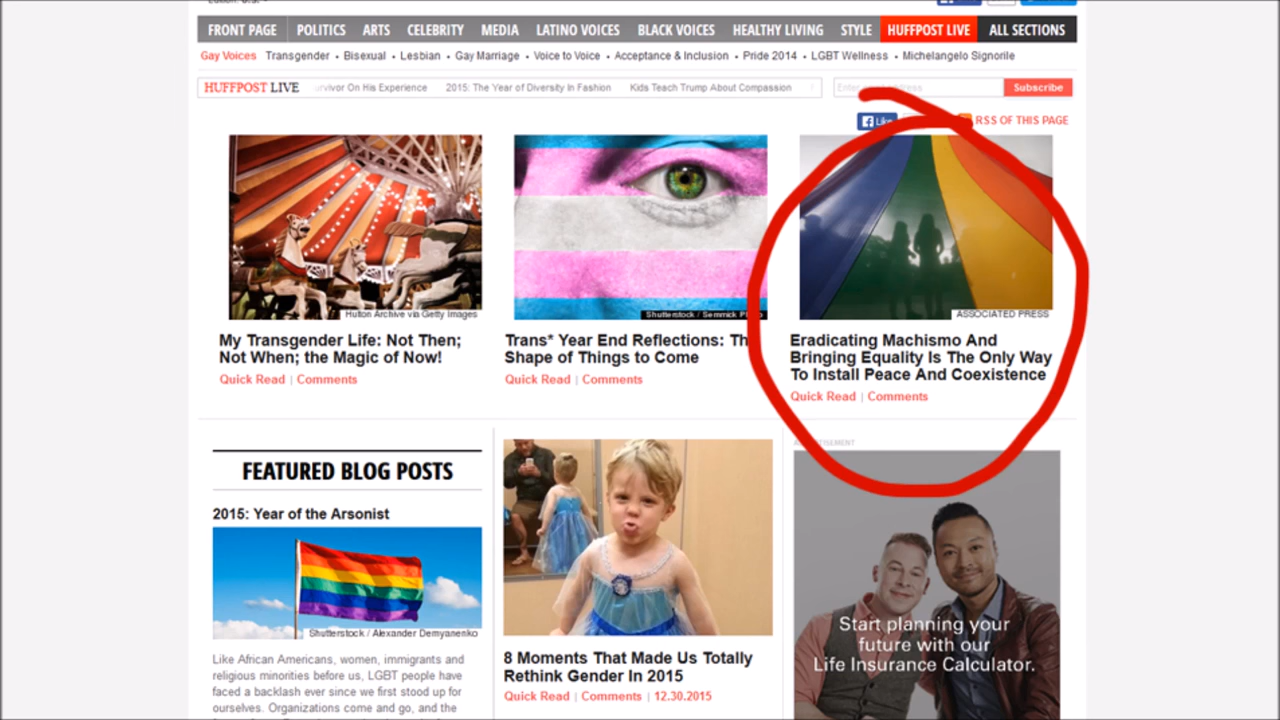 FRONT PAGE POLITICS ARTS CELEBRITY MEDIA LATINO VOICES BLACK VOICES HEALTHY LIVING STYLE HUFFPOST LIVE ALL SECTIONS
Gay Voices Transgender • Bisexual • Lesbian • Gay Marriage • Voice to Voice • Acceptance & Inclusion • Pride 2014 • LGBT Wellness • Michelangelo Signorile
HUFFPOST LIVE urvivor On His Experience 2015: The Year of Diversity In Fashion Kids Teach Trump About Compassion
Subscribe
Like RSS OF THIS PAGE
Hulton Archive via Getty Images
My Transgender Life: Not Then;
Not When; the Magic of Now!
Quick Read | Comments
Shutterstock / Semmick
Trans* Year End Reflections: Th
Shape of Things to Come
Quick Read | Comments
ASSOCIATED PRESS
Eradicating Machismo And
Bringing Equality Is The Only Way
To Install Peace And Coexistence
Quick Read | Comments
FEATURED BLOG POSTS
2015: Year of the Arsonist
Shutterstock / Alexander Demyanenko
Like African Americans, women, immigrants and
religious minorities before us, LGBT people have
faced a backlash ever since we first stood up for
ourselves. Organizations come and go, and the
8 Moments That Made Us Totally
Rethink Gender In 2015
Quick Read | Comments | 12.30.2015
Start planning your
future with our
Life Insurance Calculator.